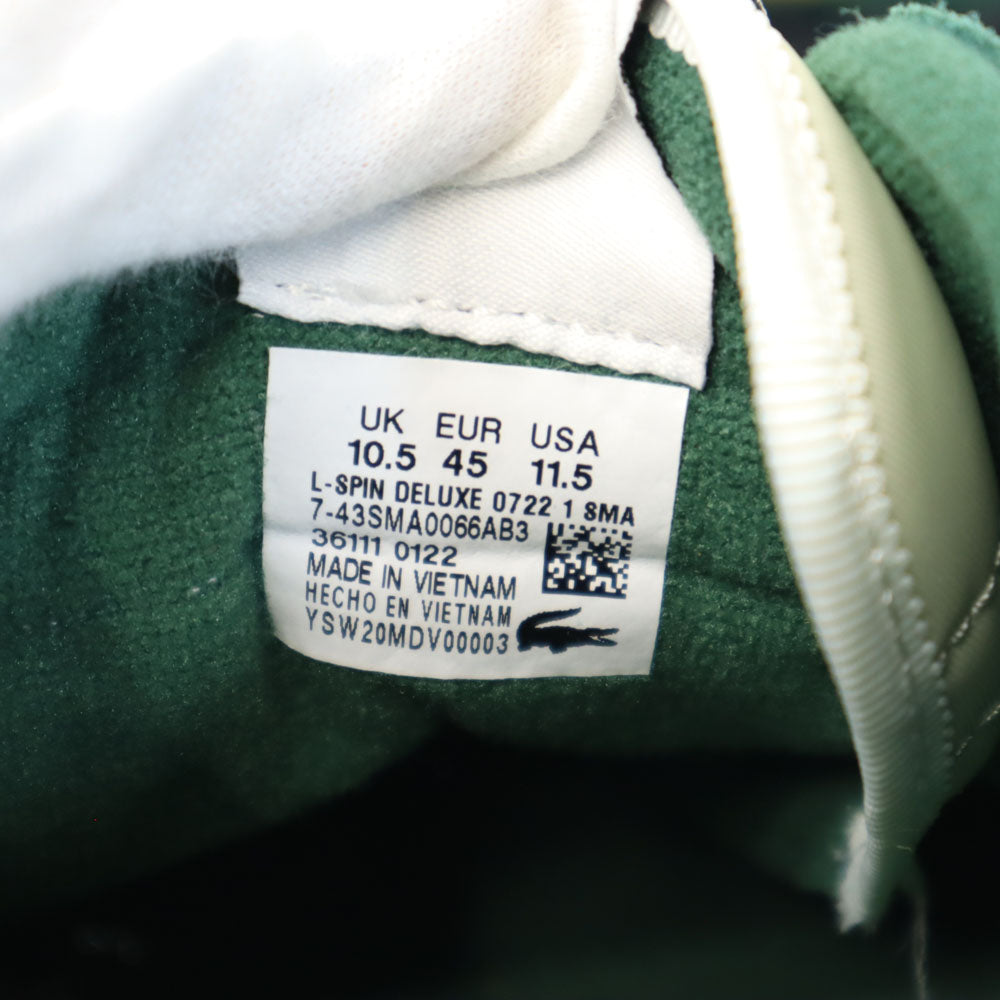 UK EUR USA
10.5 45 11.5
L-SPIN DELUXE 0722 1 SMA
7-43SMA0066AB3
36111 0122
MADE IN VIETNAM
HECHO EN VIETNAM
YSW20MDV00003